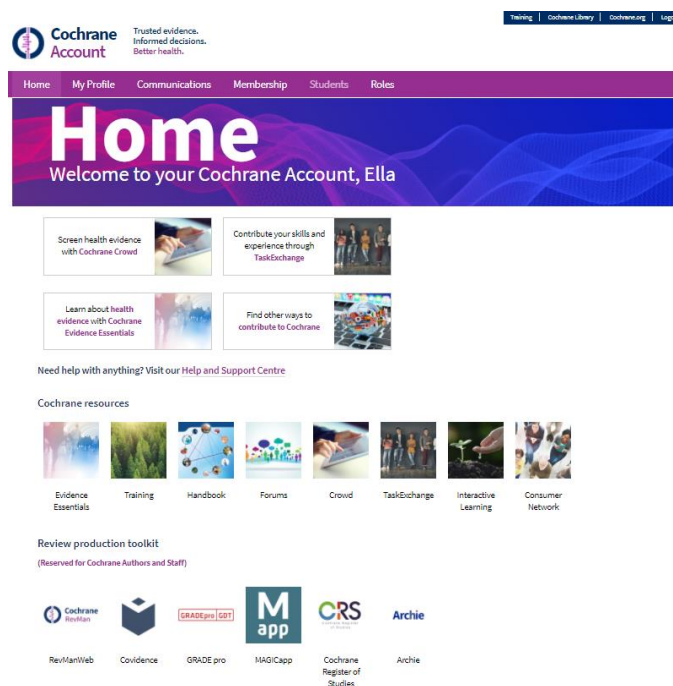 Training | Cochrane Library | Cochrane.org |
Cochrane
Account
Trusted evidence.
Informed decisions.
Better health.
Home My Profile Communications Membership Students Roles
Home
Welcome to your Cochrane Account, Ella
Screen health evidence
with Cochrane Crowd
Contribute your skills and
experience through
TaskExchange
Learn about health
evidence with Cochrane
Evidence Essentials
Find other ways to
contribute to Cochrane
Need help with anything? Visit our Help and Support Centre
Cochrane resources
Evidence
Essentials
Training
Handbook
Forums
Crowd
TaskExchange
Interactive
Learning
Consumer
Network
Review production toolkit
(Reserved for Cochrane Authors and Staff)
Cochrane
RevMan
GRADEpro GDT
M
app
CRS
Archie
RevManWeb
Covidence
GRADE pro
MAGICapp
Cochrane
Register of
Studies
Archie